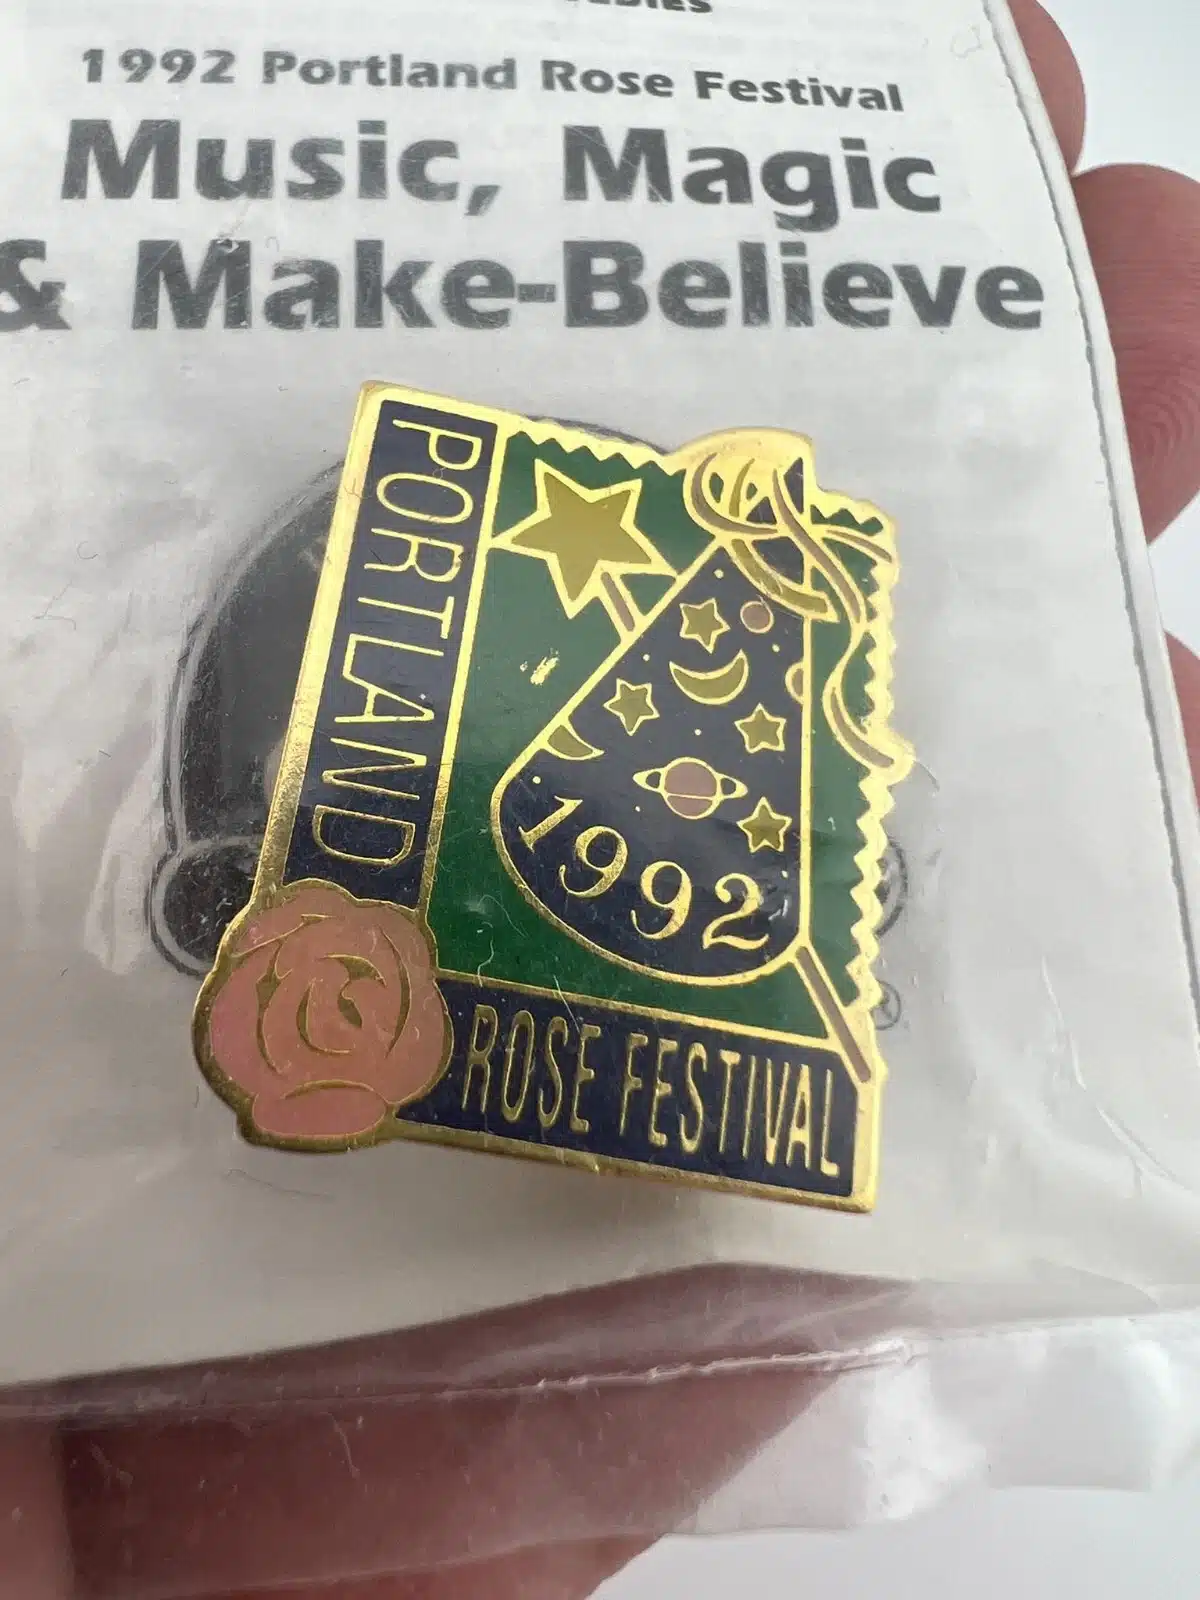 1992 Portland Rose Festival
Music, Magic
& Make-Believe
PORTLAND
1992
ROSE FESTIVAL
®